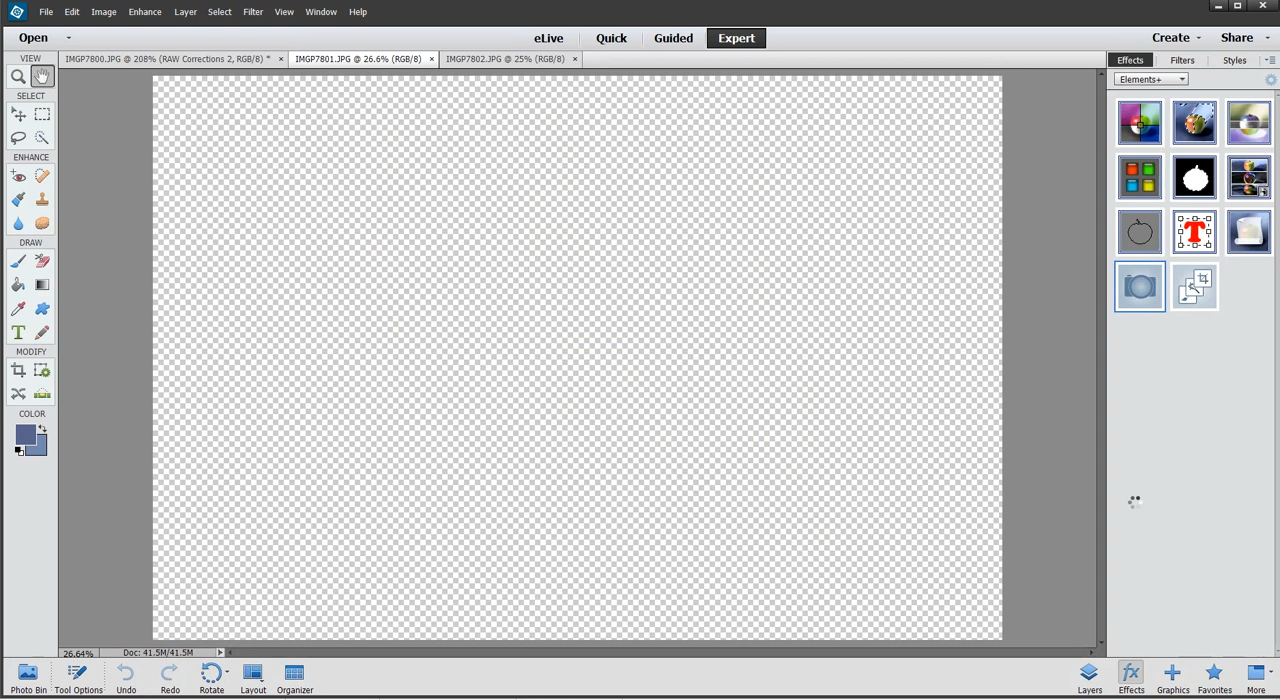 File Edit Image Enhance Layer Select Filter View Window Help
Open eLive Quick Guided Expert Create Share
VIEW IMGP7800.JPG @ 208% (RAW Corrections 2, RGB/8) * × IMGP7801.JPG @ 26.6% (RGB/8) × IMGP7802.JPG @ 25% (RGB/8) × Effects Filters Styles
Elements+
SELECT
ENHANCE
DRAW
T
T
MODIFY
COLOR
26.64% Doc: 41.5M/41.5M
fx
Photo Bin Tool Options Undo Redo Rotate Layout Organizer Layers Effects Graphics Favorites More